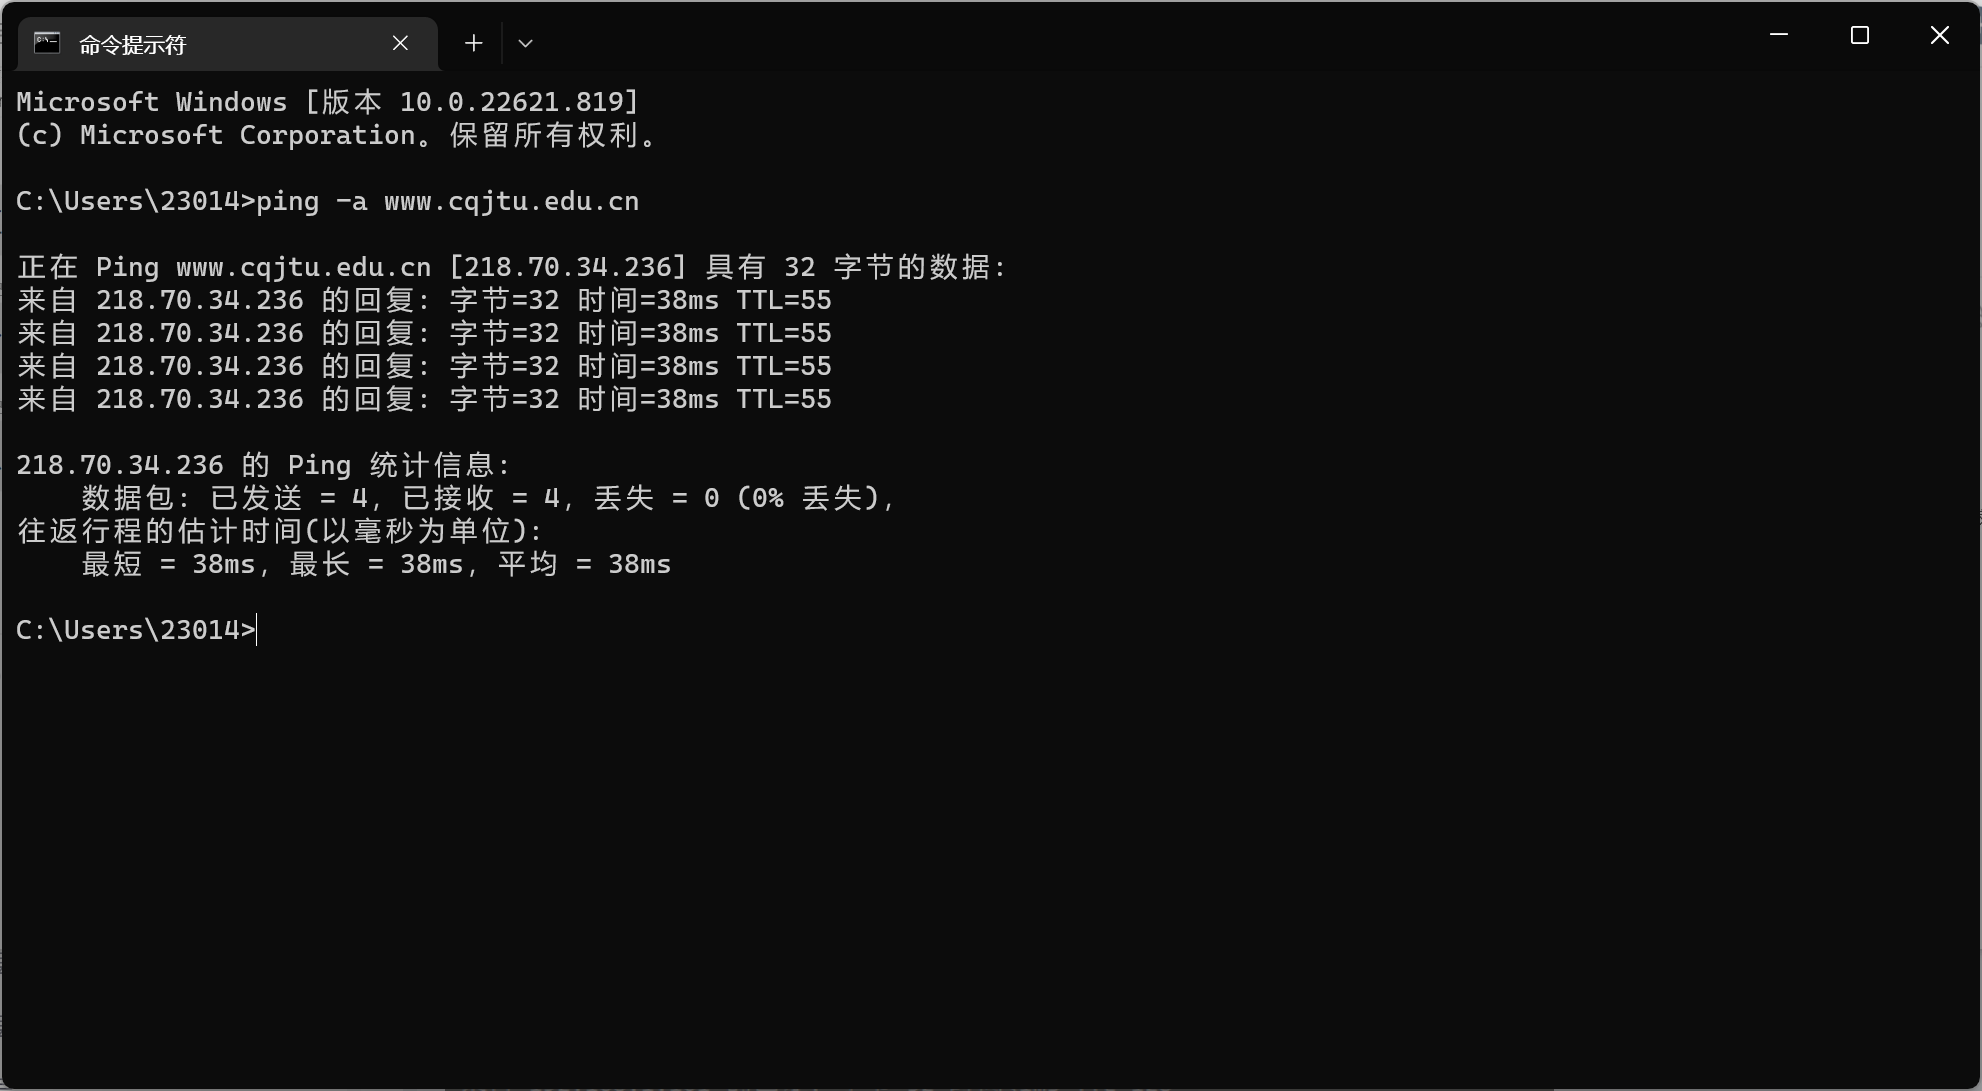 命令提示符
Microsoft Windows [版本 10.0.22621.819]
(c) Microsoft Corporation。保留所有权利。
C:\Users\23014>ping -a www.cqjtu.edu.cn
正在 Ping www.cqjtu.edu.cn [218.70.34.236] 具有 32 字节的数据:
来自 218.70.34.236 的回复: 字节=32 时间=38ms TTL=55
来自 218.70.34.236 的回复: 字节=32 时间=38ms TTL=55
来自 218.70.34.236 的回复: 字节=32 时间=38ms TTL=55
来自 218.70.34.236 的回复: 字节=32 时间=38ms TTL=55
218.70.34.236 的 Ping 统计信息:
    数据包: 已发送 = 4，已接收 = 4，丢失 = 0 (0% 丢失)，
往返行程的估计时间(以毫秒为单位):
    最短 = 38ms，最长 = 38ms，平均 = 38ms
C:\Users\23014>